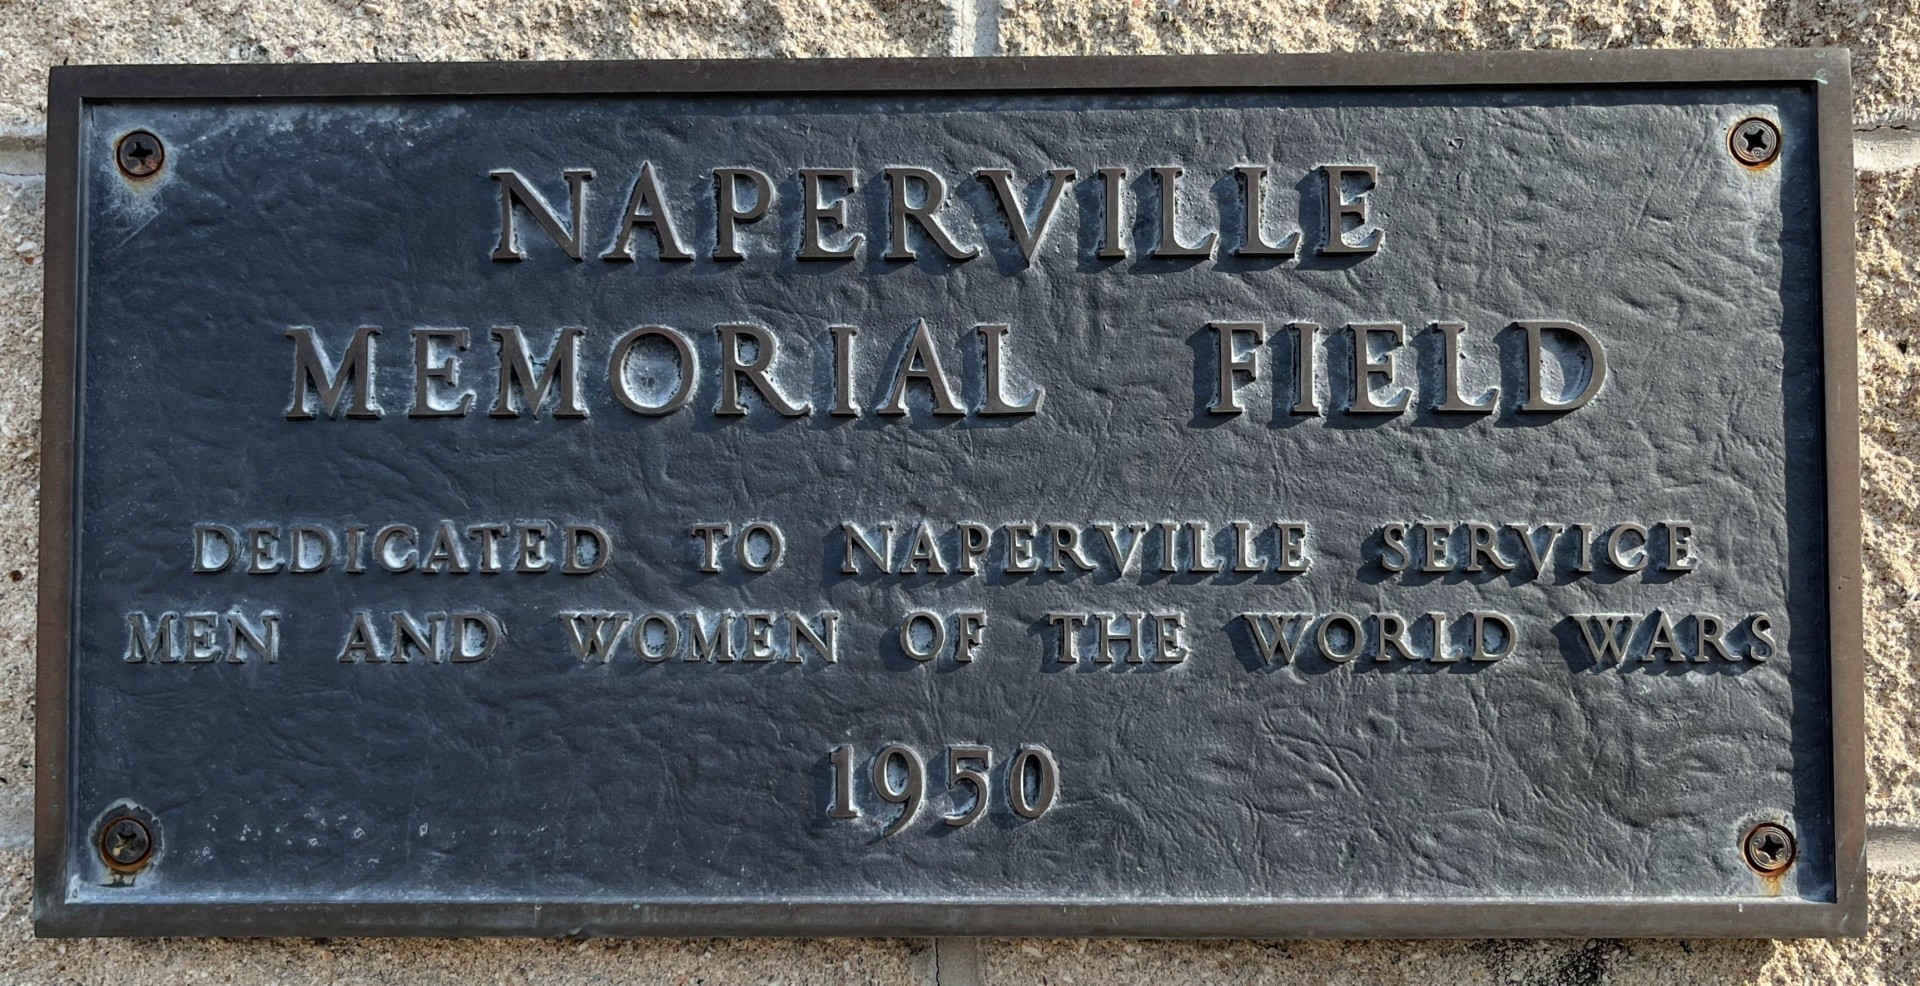 NAPERVILLE
MEMORIAL FIELD
DEDICATED TO NAPERVILLE SERVICE
MEN AND WOMEN OF THE WORLD WARS
1950